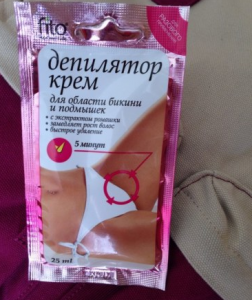 fito
депилятор
крем
для области бикини
и подмышек
• с экстрактом ромашки
• замедляет рост волос
• быстрое удаление
5 минут
25 ml